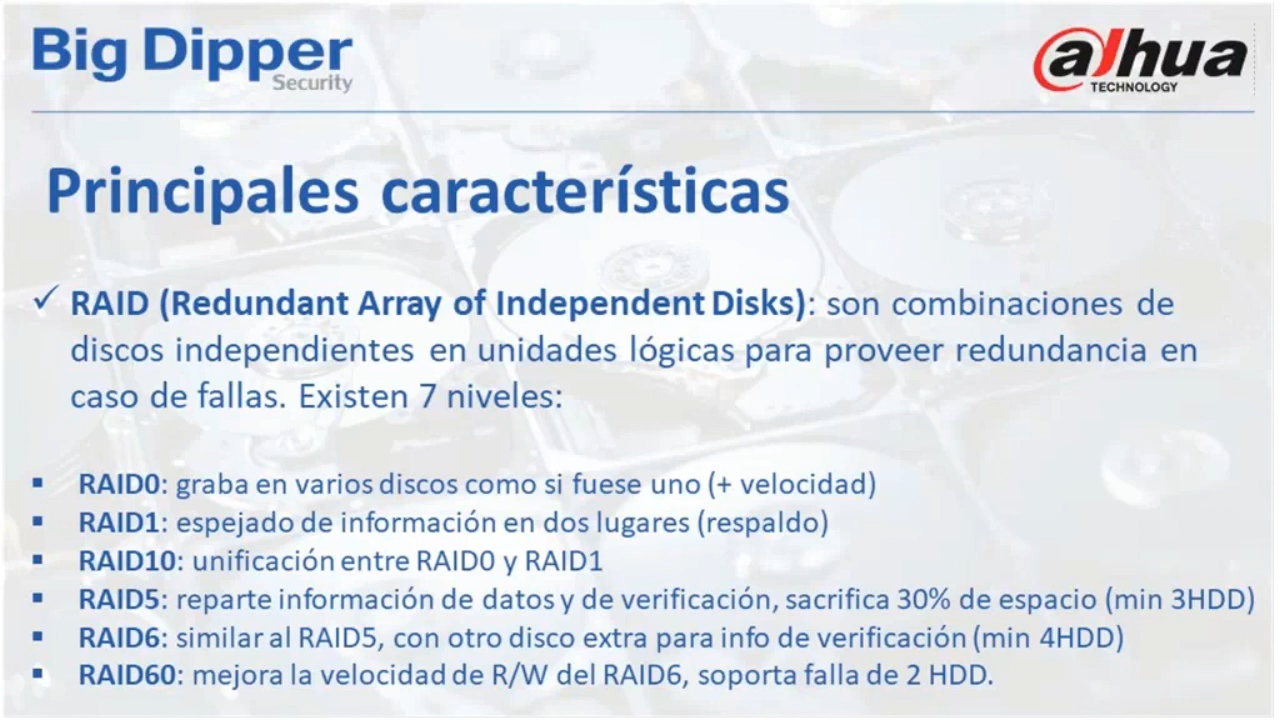 Big Dipper
Security
alhua
TECHNOLOGY
Principales características
✓ RAID (Redundant Array of Independent Disks): son combinaciones de
discos independientes en unidades lógicas para proveer redundancia en
caso de fallas. Existen 7 niveles:
▪ RAID0: graba en varios discos como si fuese uno (+ velocidad)
▪ RAID1: espejado de información en dos lugares (respaldo)
▪ RAID10: unificación entre RAID0 y RAID1
▪ RAID5: reparte información de datos y de verificación, sacrifica 30% de espacio (min 3HDD)
▪ RAID6: similar al RAID5, con otro disco extra para info de verificación (min 4HDD)
▪ RAID60: mejora la velocidad de R/W del RAID6, soporta falla de 2 HDD.